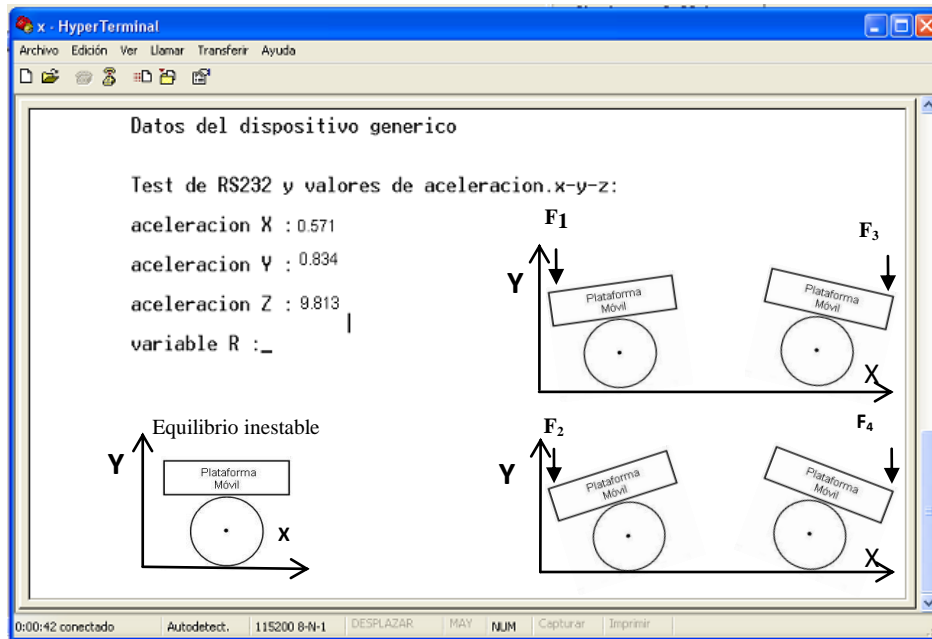 x - HyperTerminal
Archivo Edición Ver Llamar Transferir Ayuda
Datos del dispositivo generico
Test de RS232 y valores de aceleracion.x-y-z:
aceleracion X : 0.571
aceleracion Y : 0.834
aceleracion Z : 9.813
variable R :_
F1
F3
Y
Plataforma
Móvil
Plataforma
Móvil
X
Equilibrio inestable
Y
Plataforma
Móvil
X
F2
F4
Y
Plataforma
Móvil
Plataforma
Móvil
X
0:00:42 conectado Autodetect. 115200 8-N-1 DESPLAZAR MAY NUM Capturar Imprimir